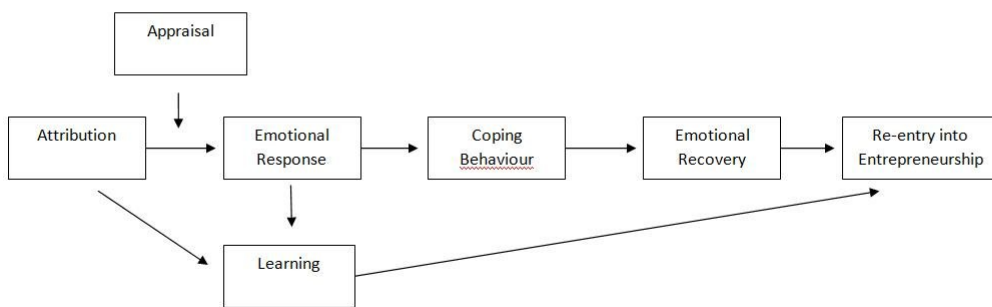 Appraisal
Attribution
Emotional
Response
Coping
Behaviour
Emotional
Recovery
Re-entry into
Entrepreneurship
Learning